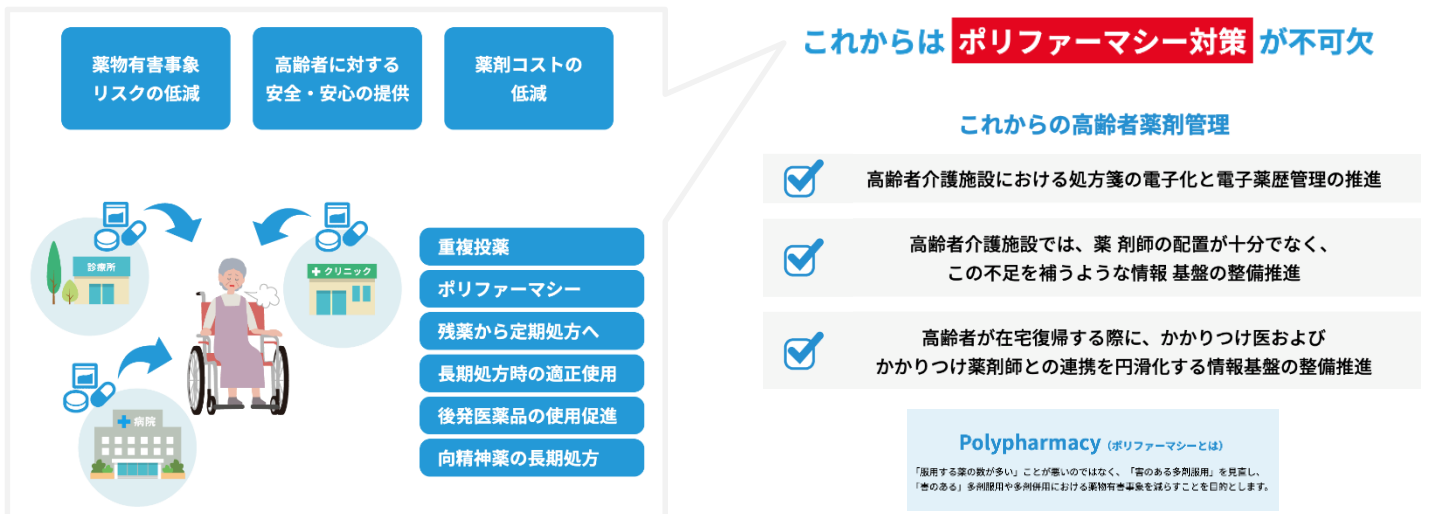 薬物有害事象
リスクの低減
高齢者に対する
安全・安心の提供
薬剤コストの
低減
診療所
クリニック
病院
重複投薬
ポリファーマシー
残薬から定期処方へ
長期処方時の適正使用
後発医薬品の使用促進
向精神薬の長期処方
これからは ポリファーマシー対策 が不可欠
これからの高齢者薬剤管理
高齢者介護施設における処方箋の電子化と電子薬歴管理の推進
高齢者介護施設では、薬 剤師の配置が十分でなく、
この不足を補うような情報 基盤の整備推進
高齢者が在宅復帰する際に、かかりつけ医および
かかりつけ薬剤師との連携を円滑化する情報基盤の整備推進
Polypharmacy (ポリファーマシーとは)
「服用する薬の数が多い」ことが悪いのではなく、「害のある多剤服用」を見直し、
「害のある」多剤服用や多剤併用における薬物有害事象を減らすことを目的とします。